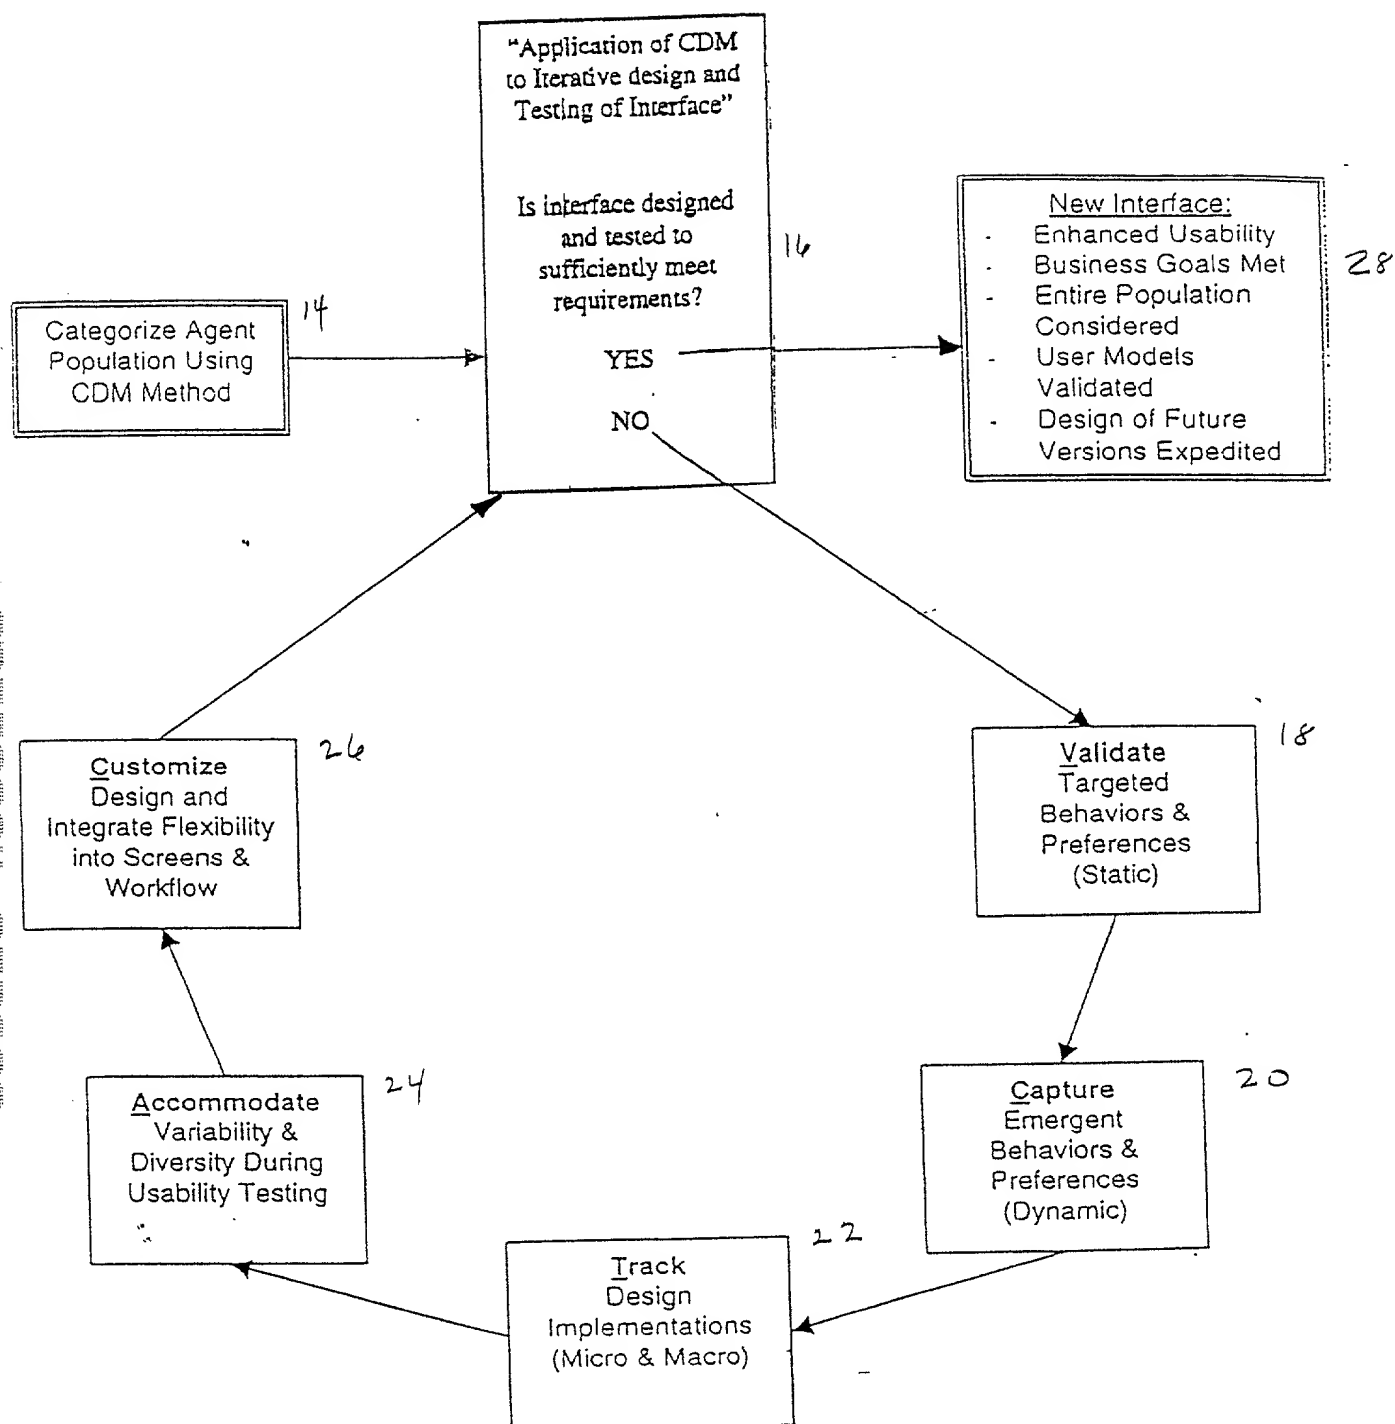 "Application of CDM
to Iterative design and
Testing of Interface"
Is interface designed
and tested to
sufficiently meet
requirements?
YES
NO
16
Categorize Agent
Population Using
CDM Method
14
New Interface:
- Enhanced Usability
- Business Goals Met
- Entire Population
Considered
- User Models
Validated
- Design of Future
Versions Expedited
28
Validate
Targeted
Behaviors &
Preferences
(Static)
18
Capture
Emergent
Behaviors &
Preferences
(Dynamic)
20
Track
Design
Implementations
(Micro & Macro)
22
Accommodate
Variability &
Diversity During
Usability Testing
24
Customize
Design and
Integrate Flexibility
into Screens &
Workflow
26